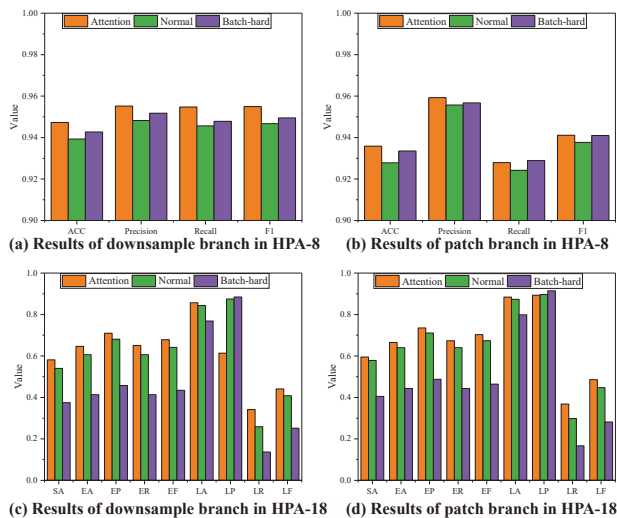 Attention Normal Batch-hard
Value
1.00
0.98
0.96
0.94
0.92
0.90
ACC Precision Recall F1
(a) Results of downsample branch in HPA-8
Attention Normal Batch-hard
Value
1.00
0.98
0.96
0.94
0.92
0.90
ACC Precision Recall F1
(b) Results of patch branch in HPA-8
Attention Normal Batch-hard
Value
1.0
0.8
0.6
0.4
0.2
0.0
SA EA EP ER EF LA LP LR LF
(c) Results of downsample branch in HPA-18
Attention Normal Batch-hard
Value
1.0
0.8
0.6
0.4
0.2
0.0
SA EA EP ER EF LA LP LR LF
(d) Results of patch branch in HPA-18